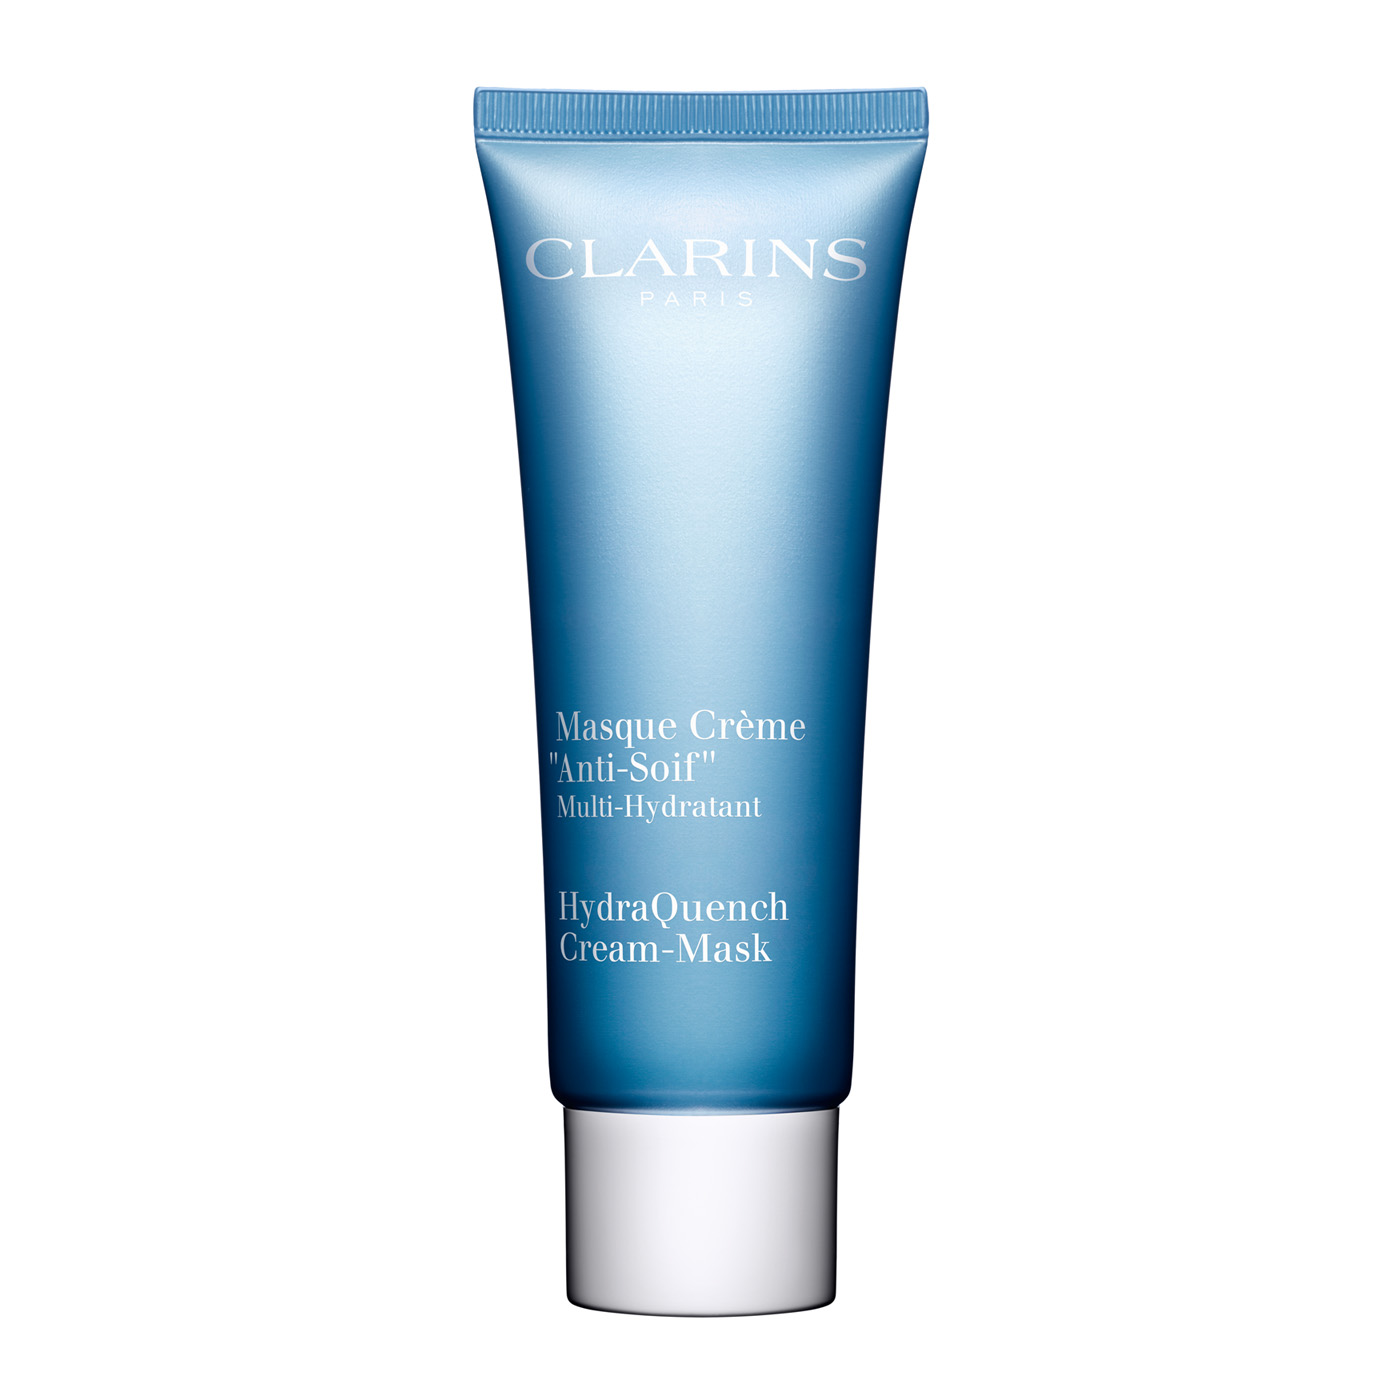 CLARINS
PARIS
Masque Crème
"Anti-Soif"
Multi-Hydratant
HydraQuench
Cream-Mask